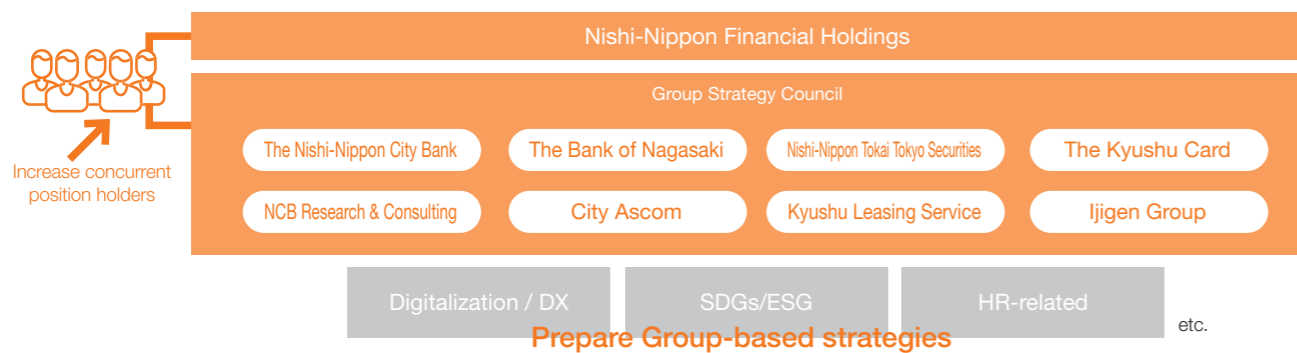 Nishi-Nippon Financial Holdings
Group Strategy Council
The Nishi-Nippon City Bank
The Bank of Nagasaki
Nishi-Nippon Tokai Tokyo Securities
The Kyushu Card
NCB Research & Consulting
City Ascom
Kyushu Leasing Service
Ijigen Group
Increase concurrent
position holders
Digitalization / DX
SDGs/ESG
HR-related
etc.
Prepare Group-based strategies